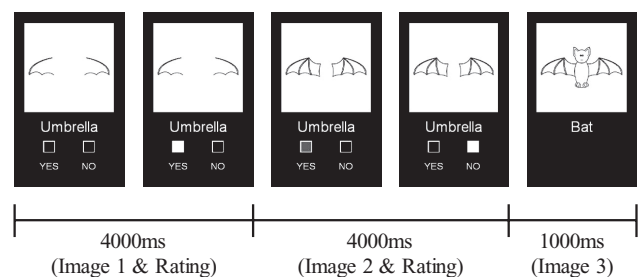 Umbrella Umbrella Umbrella Umbrella Bat
YES NO YES NO YES NO YES NO
4000ms 4000ms 1000ms
(Image 1 & Rating) (Image 2 & Rating) (Image 3)